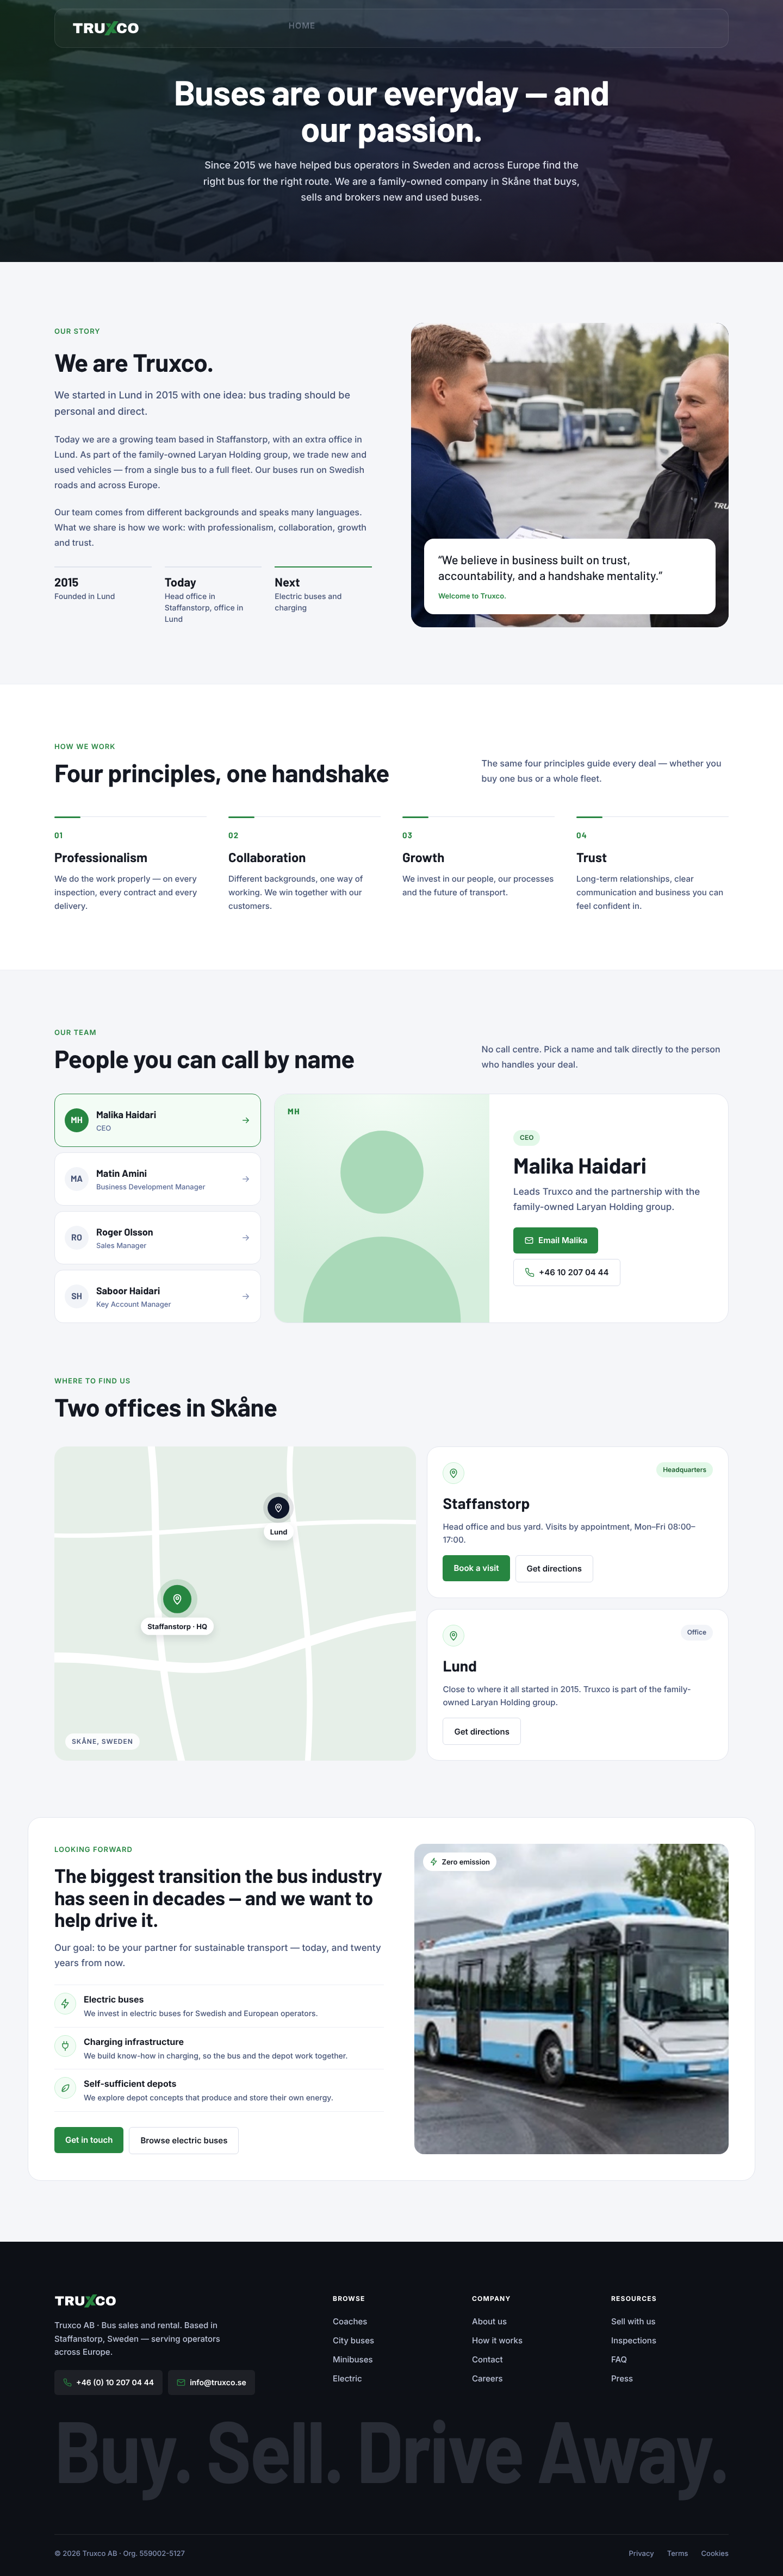 TRUXCO
HOME
Buses are our everyday — and
our passion.
Since 2015 we have helped bus operators in Sweden and across Europe find the
right bus for the right route. We are a family-owned company in Skåne that buys,
sells and brokers new and used buses.
OUR STORY
We are Truxco.
We started in Lund in 2015 with one idea: bus trading should be
personal and direct.
Today we are a growing team based in Staffanstorp, with an extra office in
Lund. As part of the family-owned Laryan Holding group, we trade new and
used vehicles — from a single bus to a full fleet. Our buses run on Swedish
roads and across Europe.
Our team comes from different backgrounds and speaks many languages.
What we share is how we work: with professionalism, collaboration, growth
and trust.
2015
Founded in Lund
Today
Head office in
Staffanstorp, office in
Lund
Next
Electric buses and
charging
TRU
“We believe in business built on trust,
accountability, and a handshake mentality.”
Welcome to Truxco.
HOW WE WORK
Four principles, one handshake
The same four principles guide every deal — whether you
buy one bus or a whole fleet.
01
Professionalism
We do the work properly — on every
inspection, every contract and every
delivery.
02
Collaboration
Different backgrounds, one way of
working. We win together with our
customers.
03
Growth
We invest in our people, our processes
and the future of transport.
04
Trust
Long-term relationships, clear
communication and business you can
feel confident in.
OUR TEAM
People you can call by name
No call centre. Pick a name and talk directly to the person
who handles your deal.
MH
Malika Haidari
CEO
MA
Matin Amini
Business Development Manager
RO
Roger Olsson
Sales Manager
SH
Saboor Haidari
Key Account Manager
MH
CEO
Malika Haidari
Leads Truxco and the partnership with the
family-owned Laryan Holding group.
Email Malika
+46 10 207 04 44
WHERE TO FIND US
Two offices in Skåne
Lund
Staffanstorp · HQ
SKÅNE, SWEDEN
Headquarters
Staffanstorp
Head office and bus yard. Visits by appointment, Mon–Fri 08:00–
17:00.
Book a visit
Get directions
Office
Lund
Close to where it all started in 2015. Truxco is part of the family-
owned Laryan Holding group.
Get directions
LOOKING FORWARD
The biggest transition the bus industry
has seen in decades — and we want to
help drive it.
Our goal: to be your partner for sustainable transport — today, and twenty
years from now.
Electric buses
We invest in electric buses for Swedish and European operators.
Charging infrastructure
We build know-how in charging, so the bus and the depot work together.
Self-sufficient depots
We explore depot concepts that produce and store their own energy.
Get in touch
Browse electric buses
Zero emission
TRUXCO
Truxco AB · Bus sales and rental. Based in
Staffanstorp, Sweden — serving operators
across Europe.
+46 (0) 10 207 04 44
info@truxco.se
BROWSE
Coaches
City buses
Minibuses
Electric
COMPANY
About us
How it works
Contact
Careers
RESOURCES
Sell with us
Inspections
FAQ
Press
Buy. Sell. Drive Away.
© 2026 Truxco AB · Org. 559002-5127
Privacy
Terms
Cookies